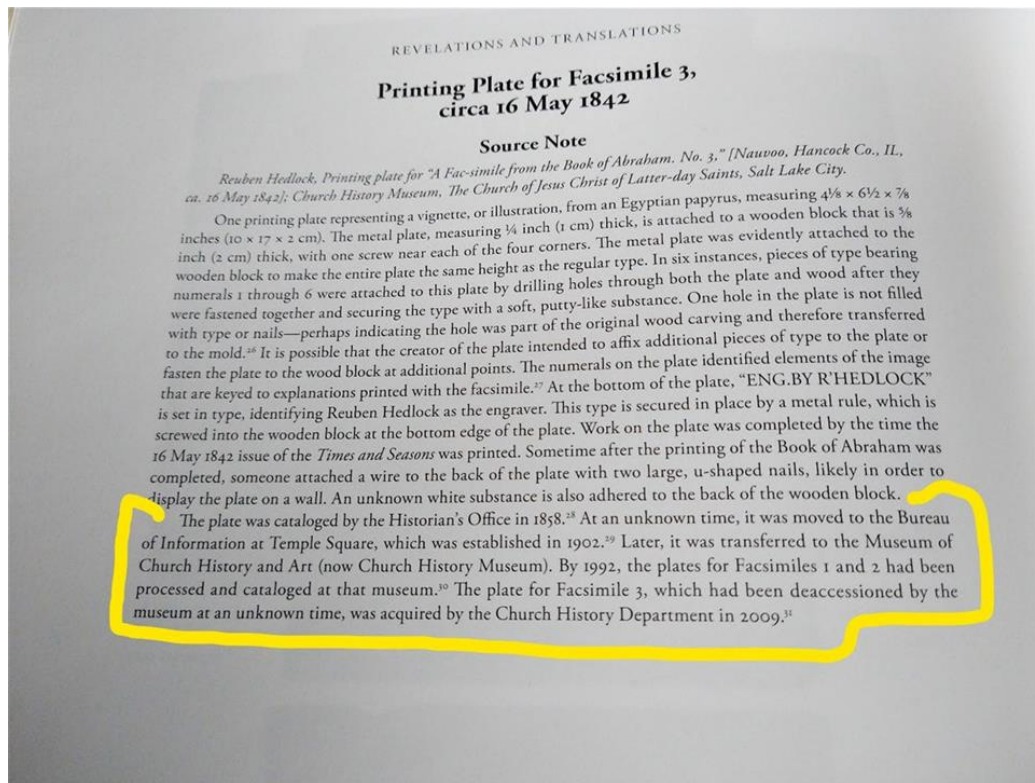 REVELATIONS AND TRANSLATIONS
Printing Plate for Facsimile 3,
circa 16 May 1842
Source Note
Reuben Hedlock, Printing plate for “A Fac-simile from the Book of Abraham. No. 3,” [Nauvoo, Hancock Co., IL,
ca. 16 May 1842]; Church History Museum, The Church of Jesus Christ of Latter-day Saints, Salt Lake City.
One printing plate representing a vignette, or illustration, from an Egyptian papyrus, measuring 4⅛ × 6½ × ⅞
inches (10 × 17 × 2 cm). The metal plate, measuring ¼ inch (1 cm) thick, is attached to a wooden block that is ⅝
inch (2 cm) thick, with one screw near each of the four corners. The metal plate was evidently attached to the
wooden block to make the entire plate the same height as the regular type. In six instances, pieces of type bearing
numerals 1 through 6 were attached to this plate by drilling holes through both the plate and wood after they
were fastened together and securing the type with a soft, putty-like substance. One hole in the plate is not filled
with type or nails—perhaps indicating the hole was part of the original wood carving and therefore transferred
to the mold.²⁶ It is possible that the creator of the plate intended to affix additional pieces of type to the plate or
fasten the plate to the wood block at additional points. The numerals on the plate identified elements of the image
that are keyed to explanations printed with the facsimile.²⁷ At the bottom of the plate, “ENG.BY R’HEDLOCK”
is set in type, identifying Reuben Hedlock as the engraver. This type is secured in place by a metal rule, which is
screwed into the wooden block at the bottom edge of the plate. Work on the plate was completed by the time the
16 May 1842 issue of the Times and Seasons was printed. Sometime after the printing of the Book of Abraham was
completed, someone attached a wire to the back of the plate with two large, u-shaped nails, likely in order to
display the plate on a wall. An unknown white substance is also adhered to the back of the wooden block.
The plate was cataloged by the Historian’s Office in 1858.²⁸ At an unknown time, it was moved to the Bureau
of Information at Temple Square, which was established in 1902.²⁹ Later, it was transferred to the Museum of
Church History and Art (now Church History Museum). By 1992, the plates for Facsimiles 1 and 2 had been
processed and cataloged at that museum.³⁰ The plate for Facsimile 3, which had been deaccessioned by the
museum at an unknown time, was acquired by the Church History Department in 2009.³¹